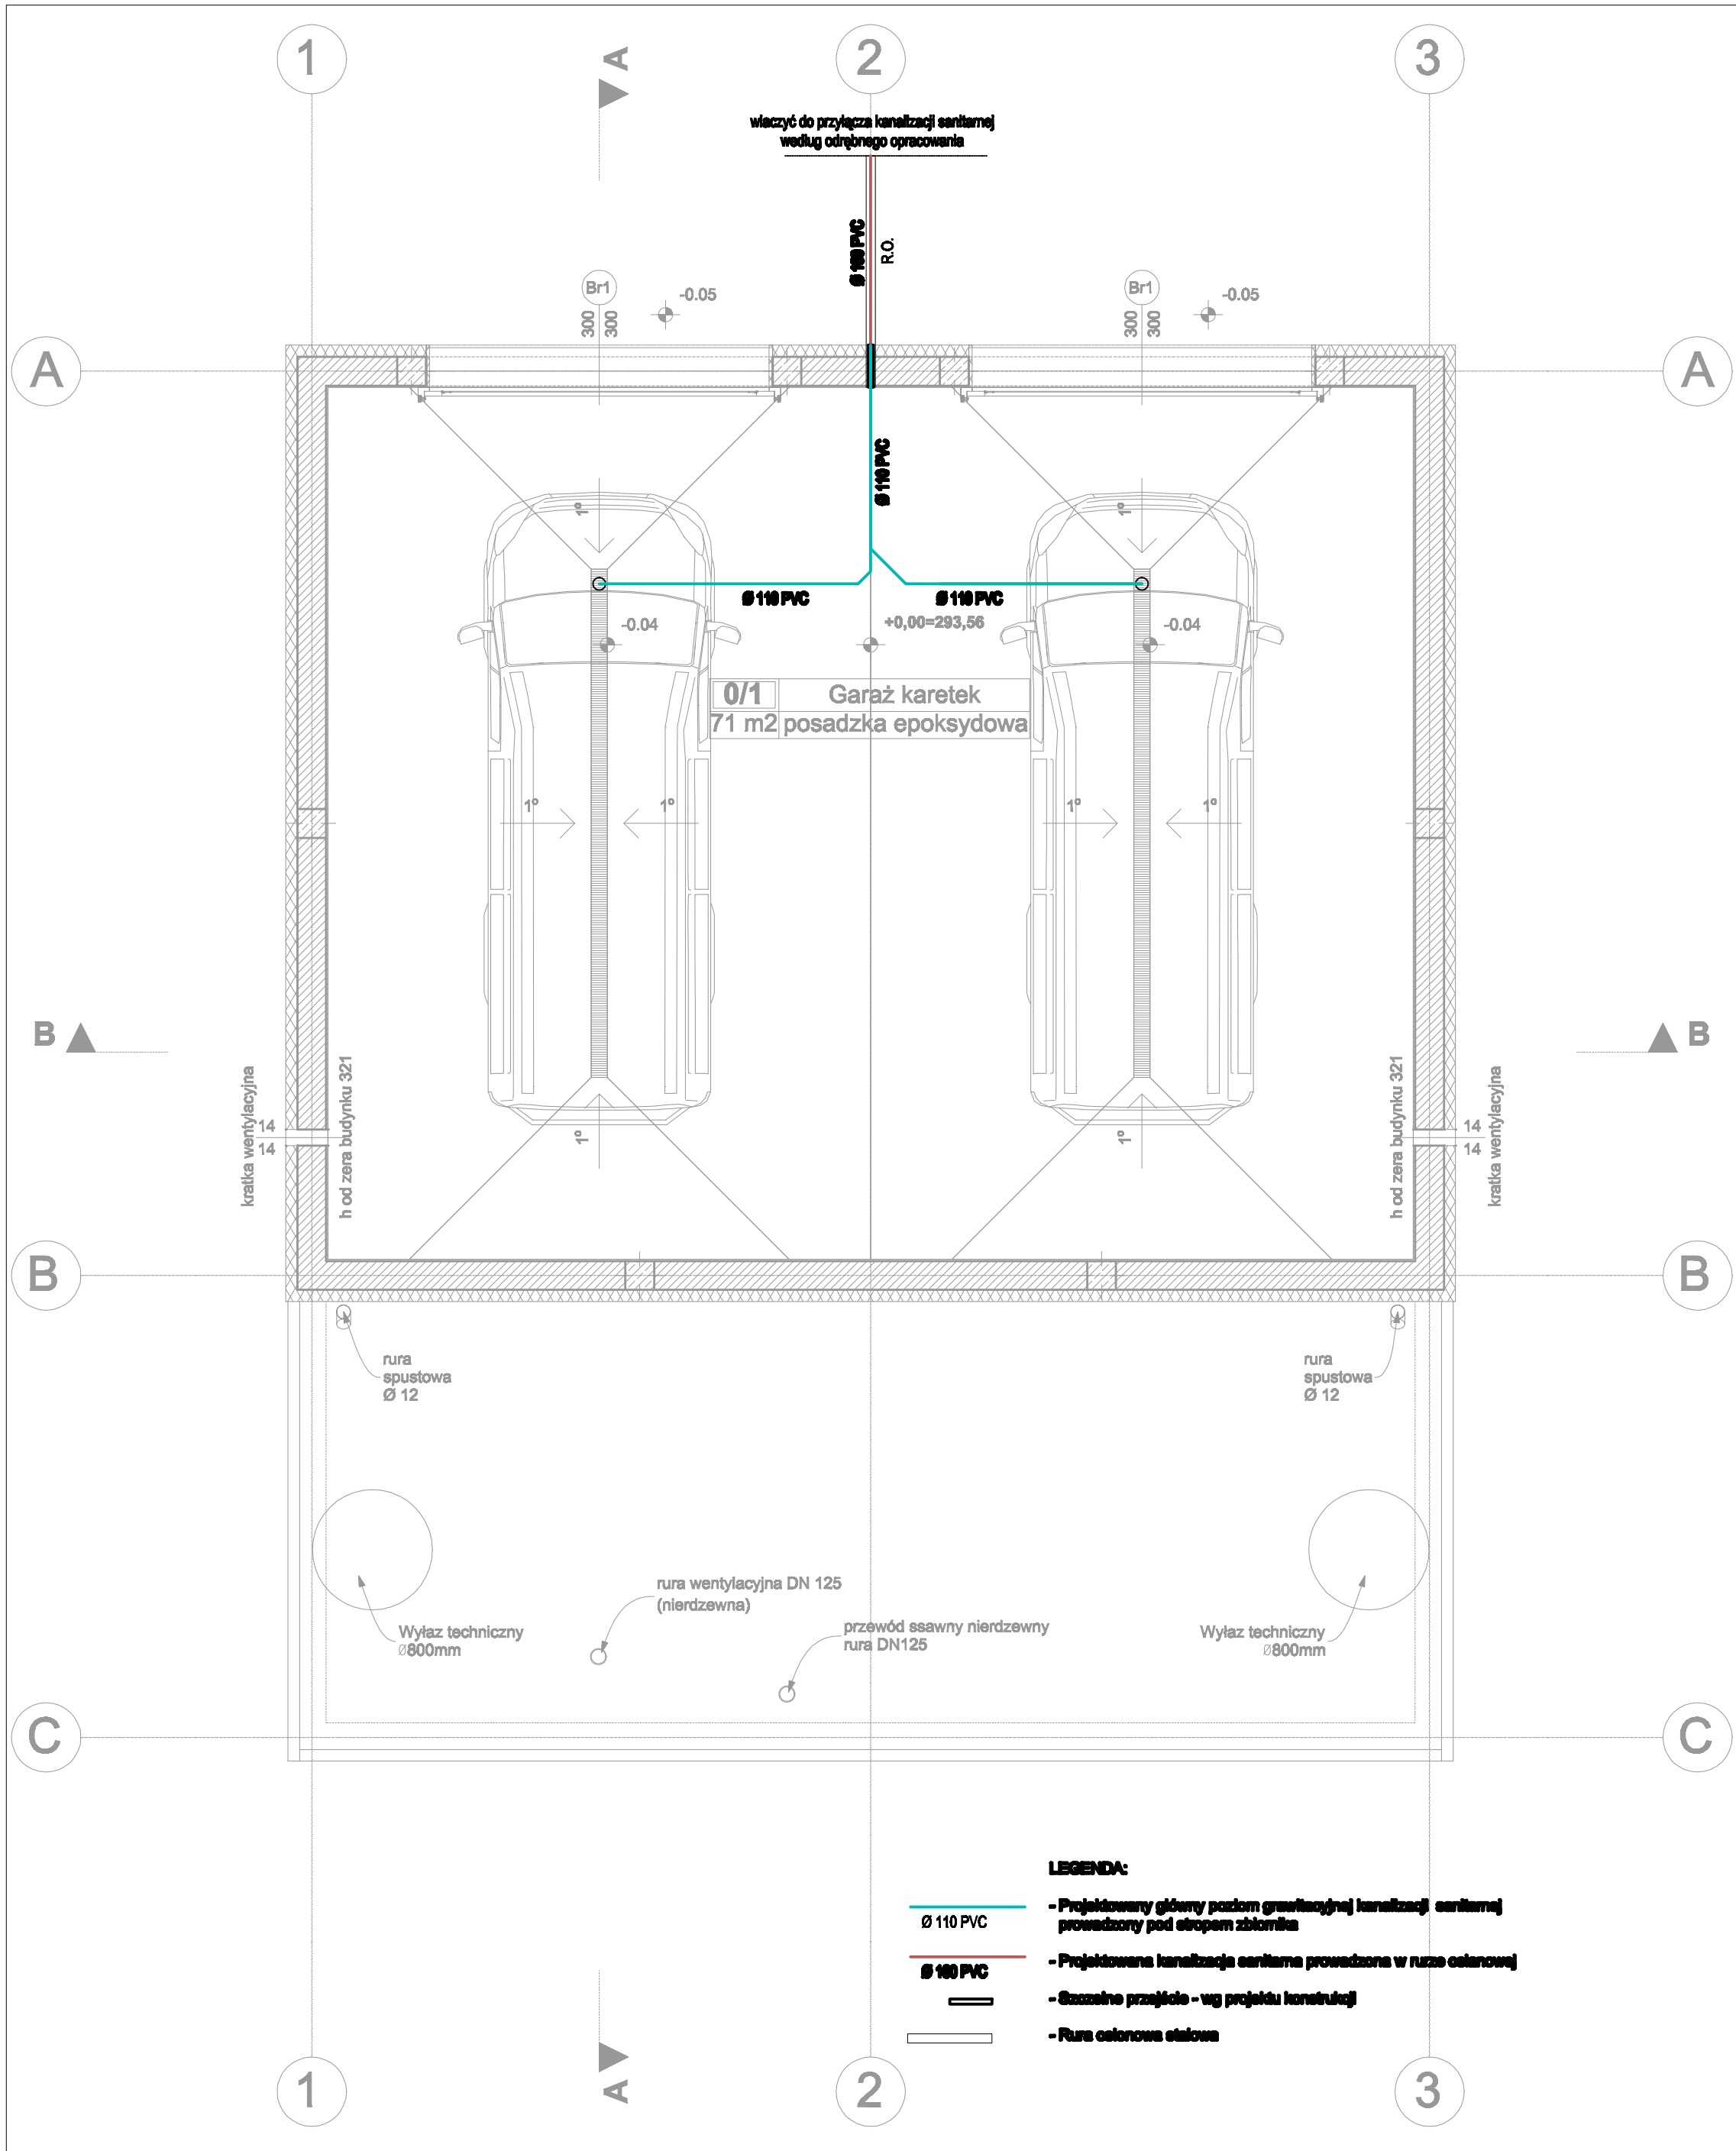 1
A
2
3
wlaczyć do przyłącza kanalizacji sanitarnej
według odrębnego opracowania
Ø 160 PVC
R.O.
Br1
300
300
-0.05
Br1
300
300
-0.05
A
A
Ø 110 PVC
1°
1°
Ø 110 PVC
Ø 110 PVC
-0.04
+0,00=293,56
-0.04
0/1
Garaż karetek
71 m2
posadzka epoksydowa
1°
1°
1°
1°
B
B
kratka wentylacyjna
14
14
h od zera budynku 321
1°
1°
h od zera budynku 321
14
14
kratka wentylacyjna
B
B
rura
spustowa
Ø 12
rura
spustowa
Ø 12
rura wentylacyjna DN 125
(nierdzewna)
Wyłaz techniczny
Ø800mm
przewód ssawny nierdzewny
rura DN125
Wyłaz techniczny
Ø800mm
C
C
LEGENDA:
Ø 110 PVC
- Projektowany główny poziom grawitacyjnej kanalizacji sanitarnej
prowadzony pod stropem zbiornika
Ø 160 PVC
- Projektowana kanalizacja sanitarna prowadzona w rurze osłanowej
- Szczelne przejście - wg projektu konstrukcji
- Rura osłonowa stalowa
1
A
2
3